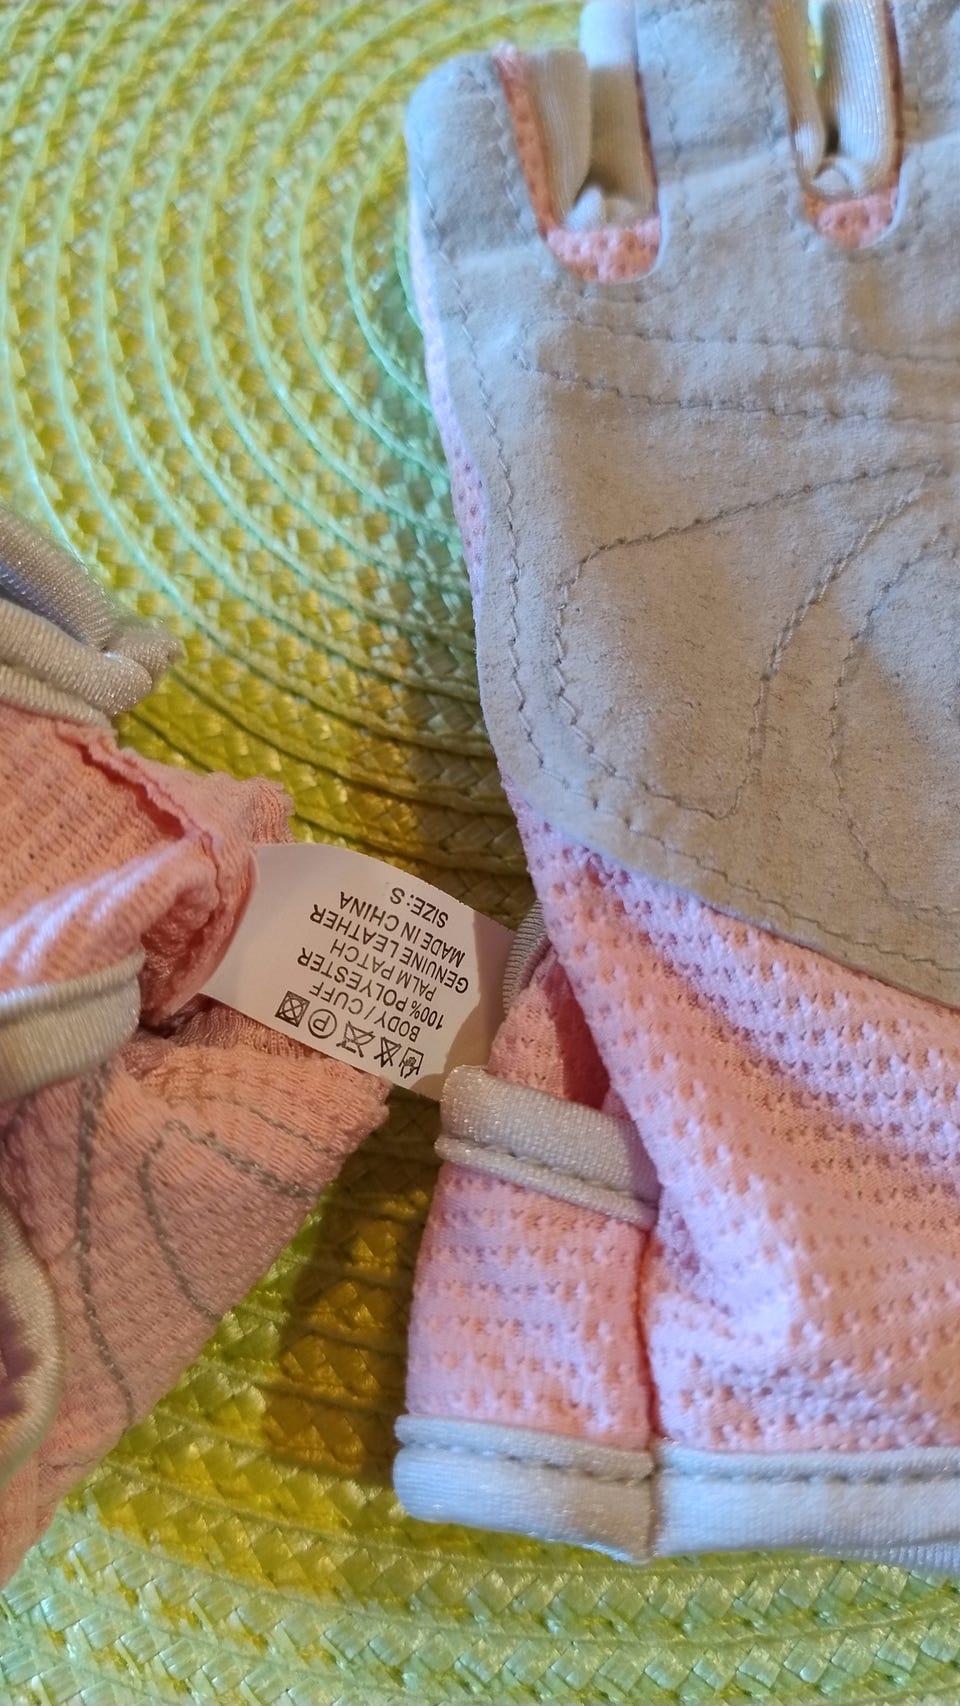 BODY / CUFF
100% POLYESTER
PALM PATCH
GENUINE LEATHER
MADE IN CHINA
SIZE:S